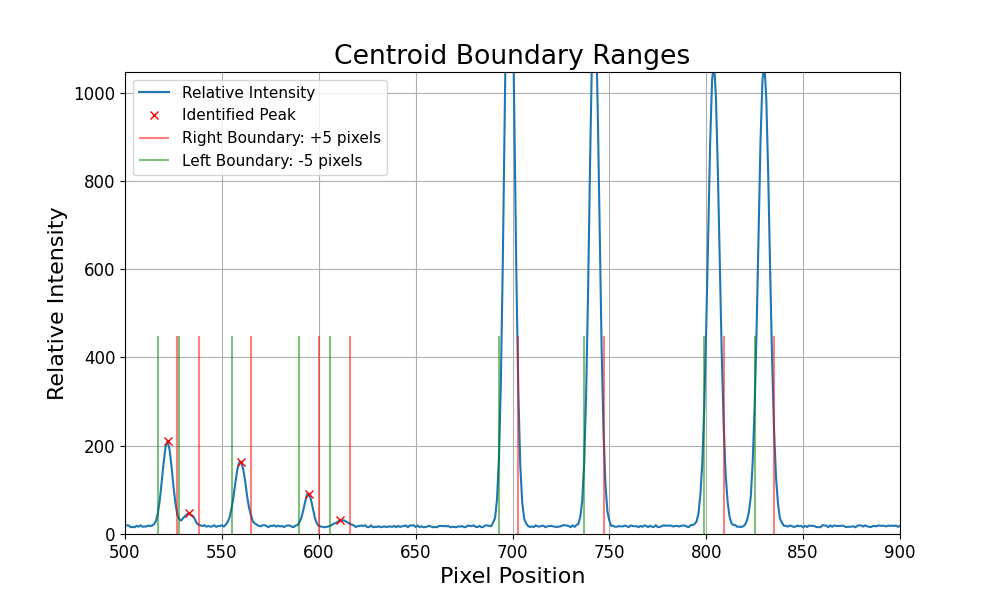 Centroid Boundary Ranges
Relative Intensity
Identified Peak
Right Boundary: +5 pixels
Left Boundary: -5 pixels
Relative Intensity
1000
800
600
400
200
0
500
550
600
650
700
750
800
850
900
Pixel Position